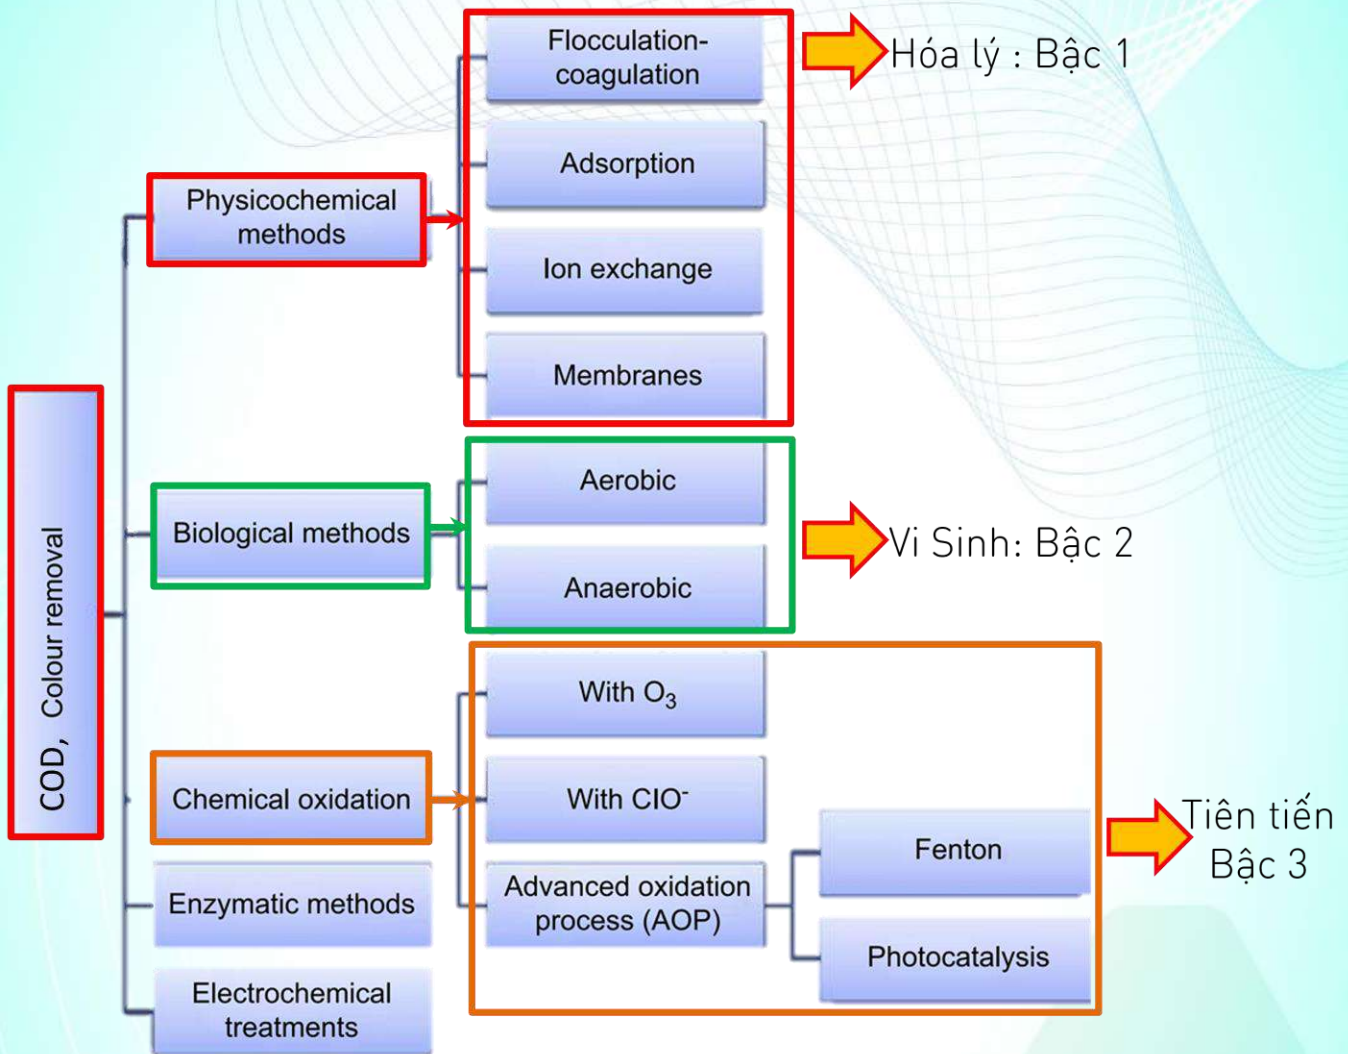 COD, Colour removal
Physicochemical
methods
Flocculation-
coagulation
Adsorption
Ion exchange
Membranes
Hóa lý : Bậc 1
Biological methods
Aerobic
Anaerobic
Vi Sinh: Bậc 2
Chemical oxidation
With O₃
With ClO⁻
Advanced oxidation
process (AOP)
Fenton
Photocatalysis
Tiên tiến
Bậc 3
Enzymatic methods
Electrochemical
treatments